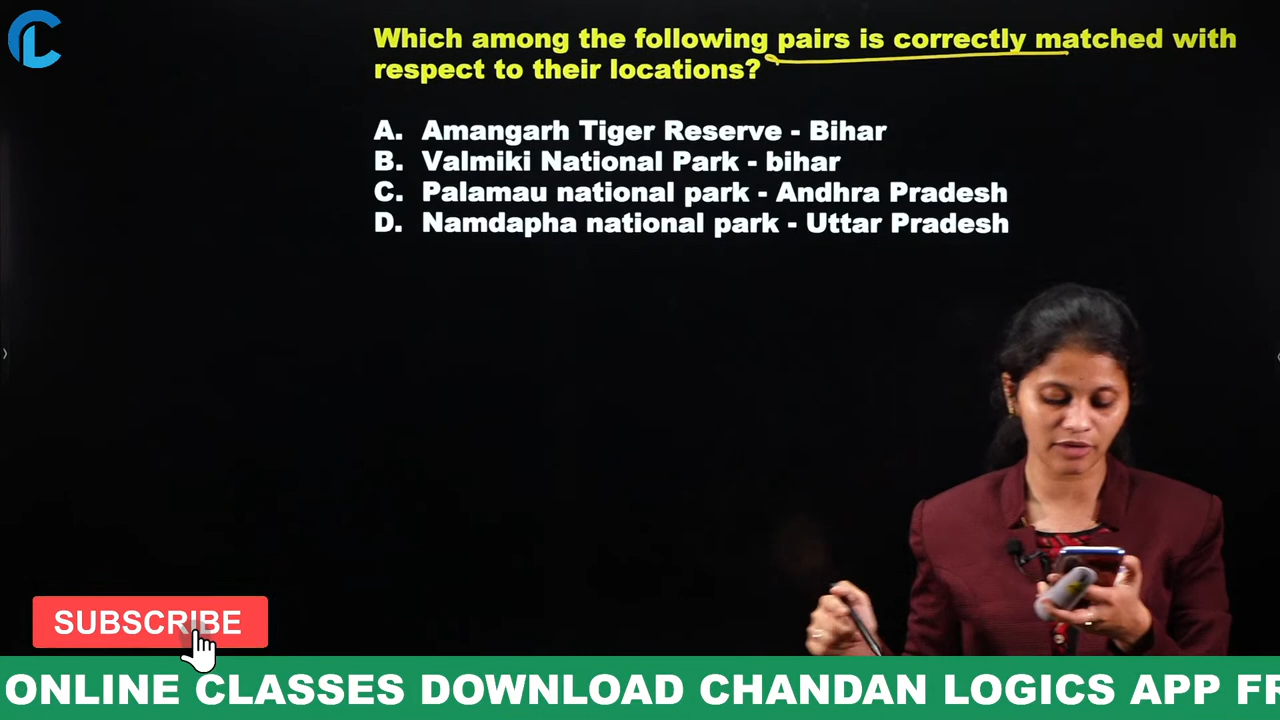 Which among the following pairs is correctly matched with
respect to their locations?
A. Amangarh Tiger Reserve - Bihar
B. Valmiki National Park - bihar
C. Palamau national park - Andhra Pradesh
D. Namdapha national park - Uttar Pradesh
SUBSCRIBE
ONLINE CLASSES DOWNLOAD CHANDAN LOGICS APP FR